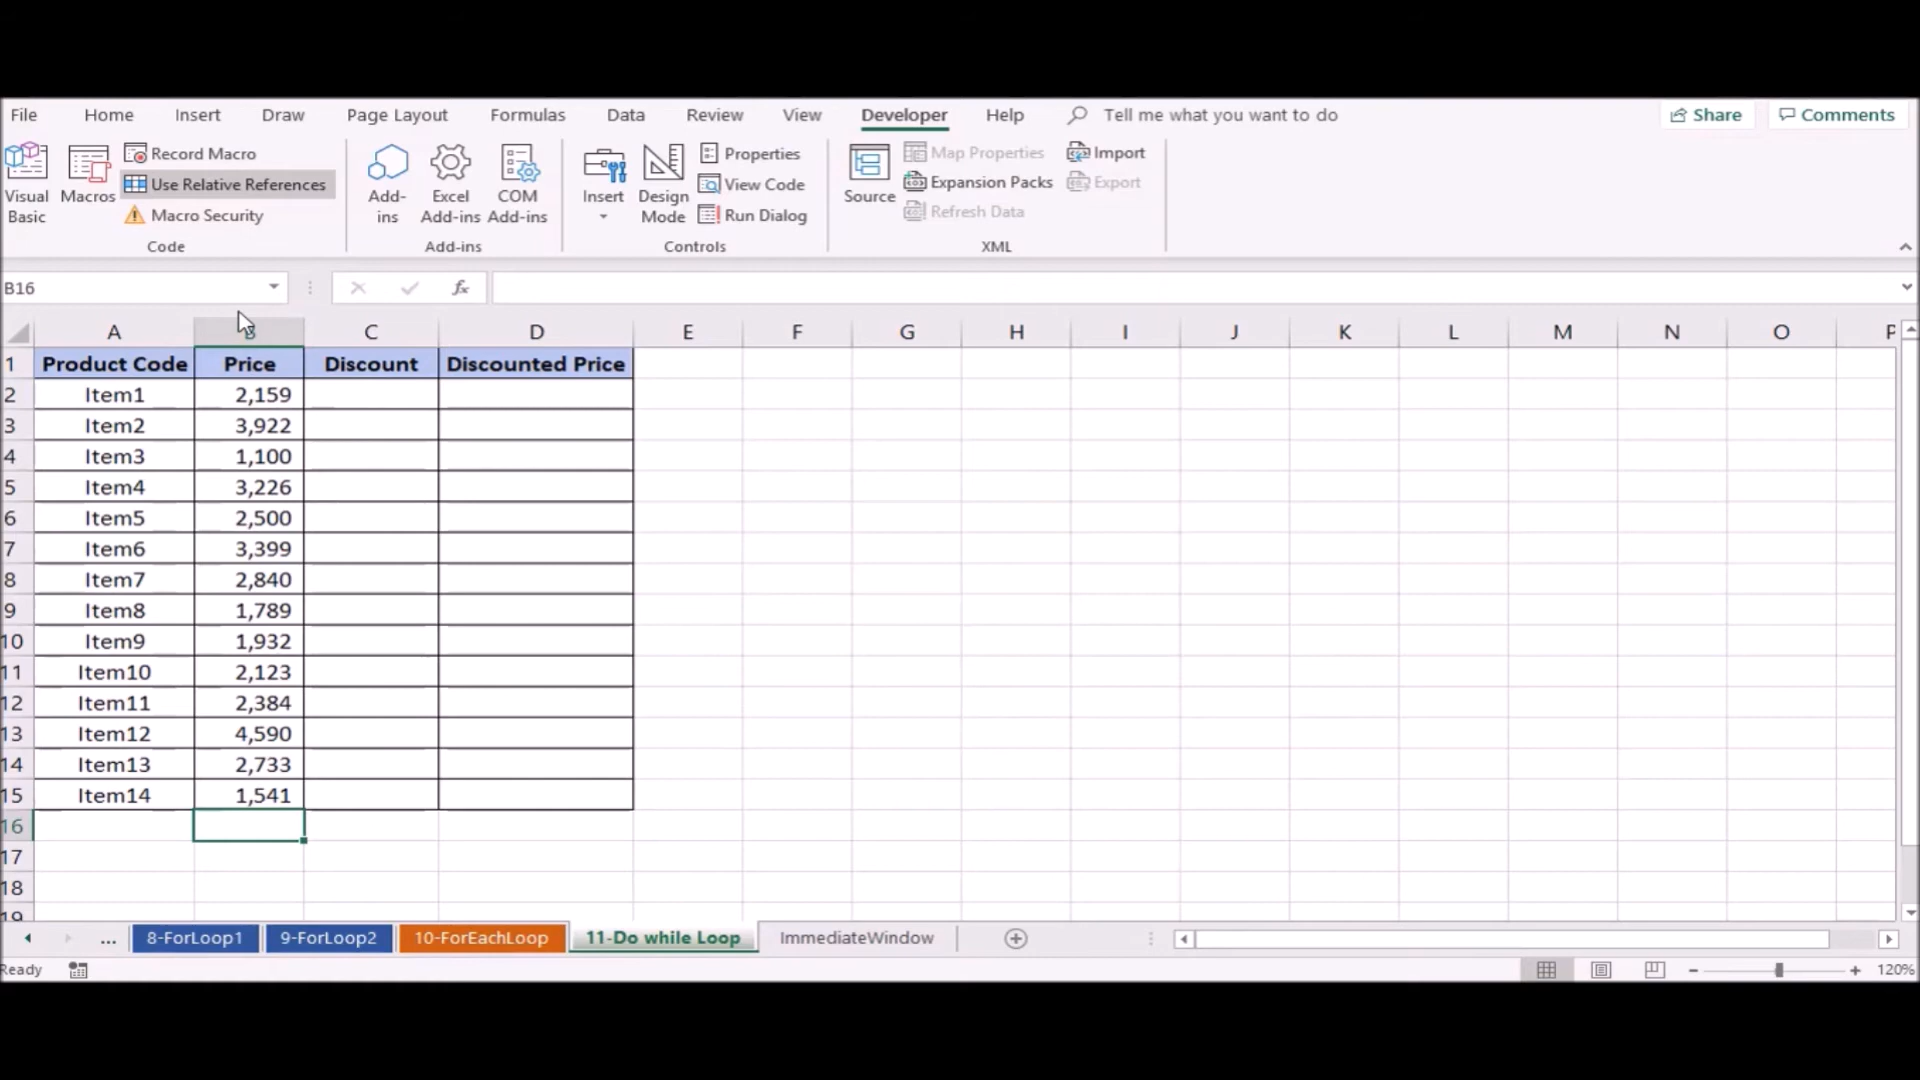 File Home Insert Draw Page Layout Formulas Data Review View Developer Help Tell me what you want to do Share Comments
Visual Basic
Macros
Record Macro
Use Relative References
Macro Security
Code
Add-ins
Excel Add-ins
COM Add-ins
Add-ins
Insert
Design Mode
Properties
View Code
Run Dialog
Controls
Source
Map Properties
Expansion Packs
Refresh Data
Import
Export
XML
B16 fx
A B C D E F G H I J K L M N O P
1 Product Code Price Discount Discounted Price
2 Item1 2,159
3 Item2 3,922
4 Item3 1,100
5 Item4 3,226
6 Item5 2,500
7 Item6 3,399
8 Item7 2,840
9 Item8 1,789
10 Item9 1,932
11 Item10 2,123
12 Item11 2,384
13 Item12 4,590
14 Item13 2,733
15 Item14 1,541
16
17
18
19
... 8-ForLoop1 9-ForLoop2 10-ForEachLoop 11-Do while Loop ImmediateWindow
Ready 120%